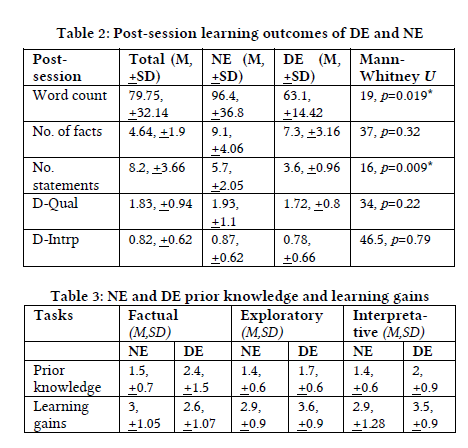 Table 2: Post-session learning outcomes of DE and NE
Post-session Total (M, ±SD) NE (M, ±SD) DE (M, ±SD) Mann-Whitney U
Word count 79.75, ±32.14 96.4, ±36.8 63.1, ±14.42 19, p=0.019*
No. of facts 4.64, ±1.9 9.1, ±4.06 7.3, ±3.16 37, p=0.32
No. statements 8.2, ±3.66 5.7, ±2.05 3.6, ±0.96 16, p=0.009*
D-Qual 1.83, ±0.94 1.93, ±1.1 1.72, ±0.8 34, p=0.22
D-Intrp 0.82, ±0.62 0.87, ±0.62 0.78, ±0.66 46.5, p=0.79
Table 3: NE and DE prior knowledge and learning gains
Tasks Factual (M,SD) Exploratory (M,SD) Interpreta-tive (M,SD)
NE DE NE DE NE DE
Prior knowledge 1.5, ±0.7 2.4, ±1.5 1.4, ±0.6 1.7, ±0.6 1.4, ±0.6 2, ±0.9
Learning gains 3, ±1.05 2.6, ±1.07 2.9, ±0.9 3.6, ±0.9 2.9, ±1.28 3.5, ±0.9